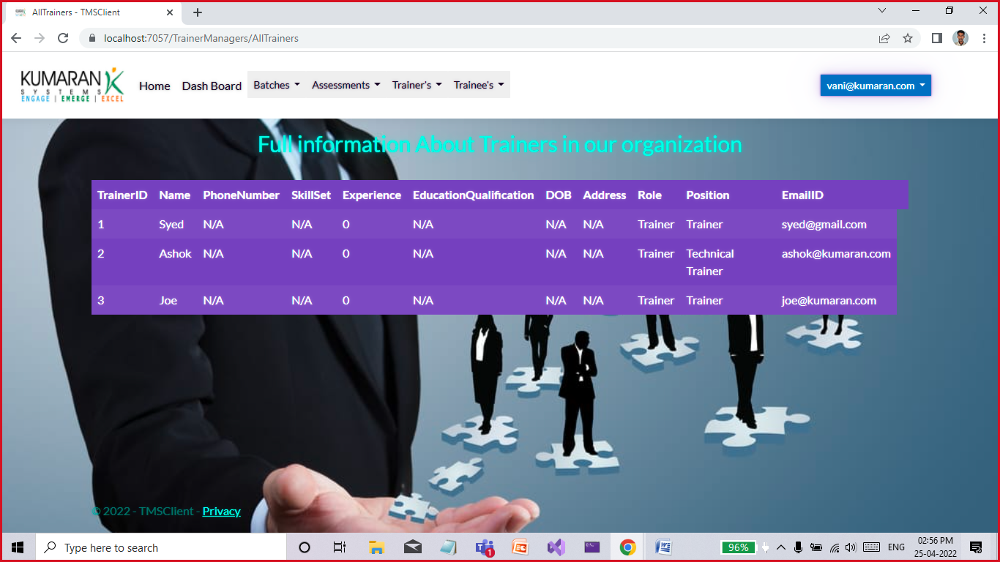 AllTrainers - TMSClient
localhost:7057/TrainerManagers/AllTrainers
KUMARAN
SYSTEMS
ENGAGE | EMERGE | EXCEL
Home Dash Board Batches Assessments Trainer's Trainee's vani@kumaran.com
Full information About Trainers in our organization
TrainerID Name PhoneNumber SkillSet Experience EducationQualification DOB Address Role Position EmailID
1 Syed N/A N/A 0 N/A N/A N/A Trainer Trainer syed@gmail.com
2 Ashok N/A N/A 0 N/A N/A N/A Trainer Technical ashok@kumaran.com
Trainer
3 Joe N/A N/A 0 N/A N/A N/A Trainer Trainer joe@kumaran.com
© 2022 - TMSClient - Privacy
Type here to search 1 96% ENG 02:56 PM
25-04-2022